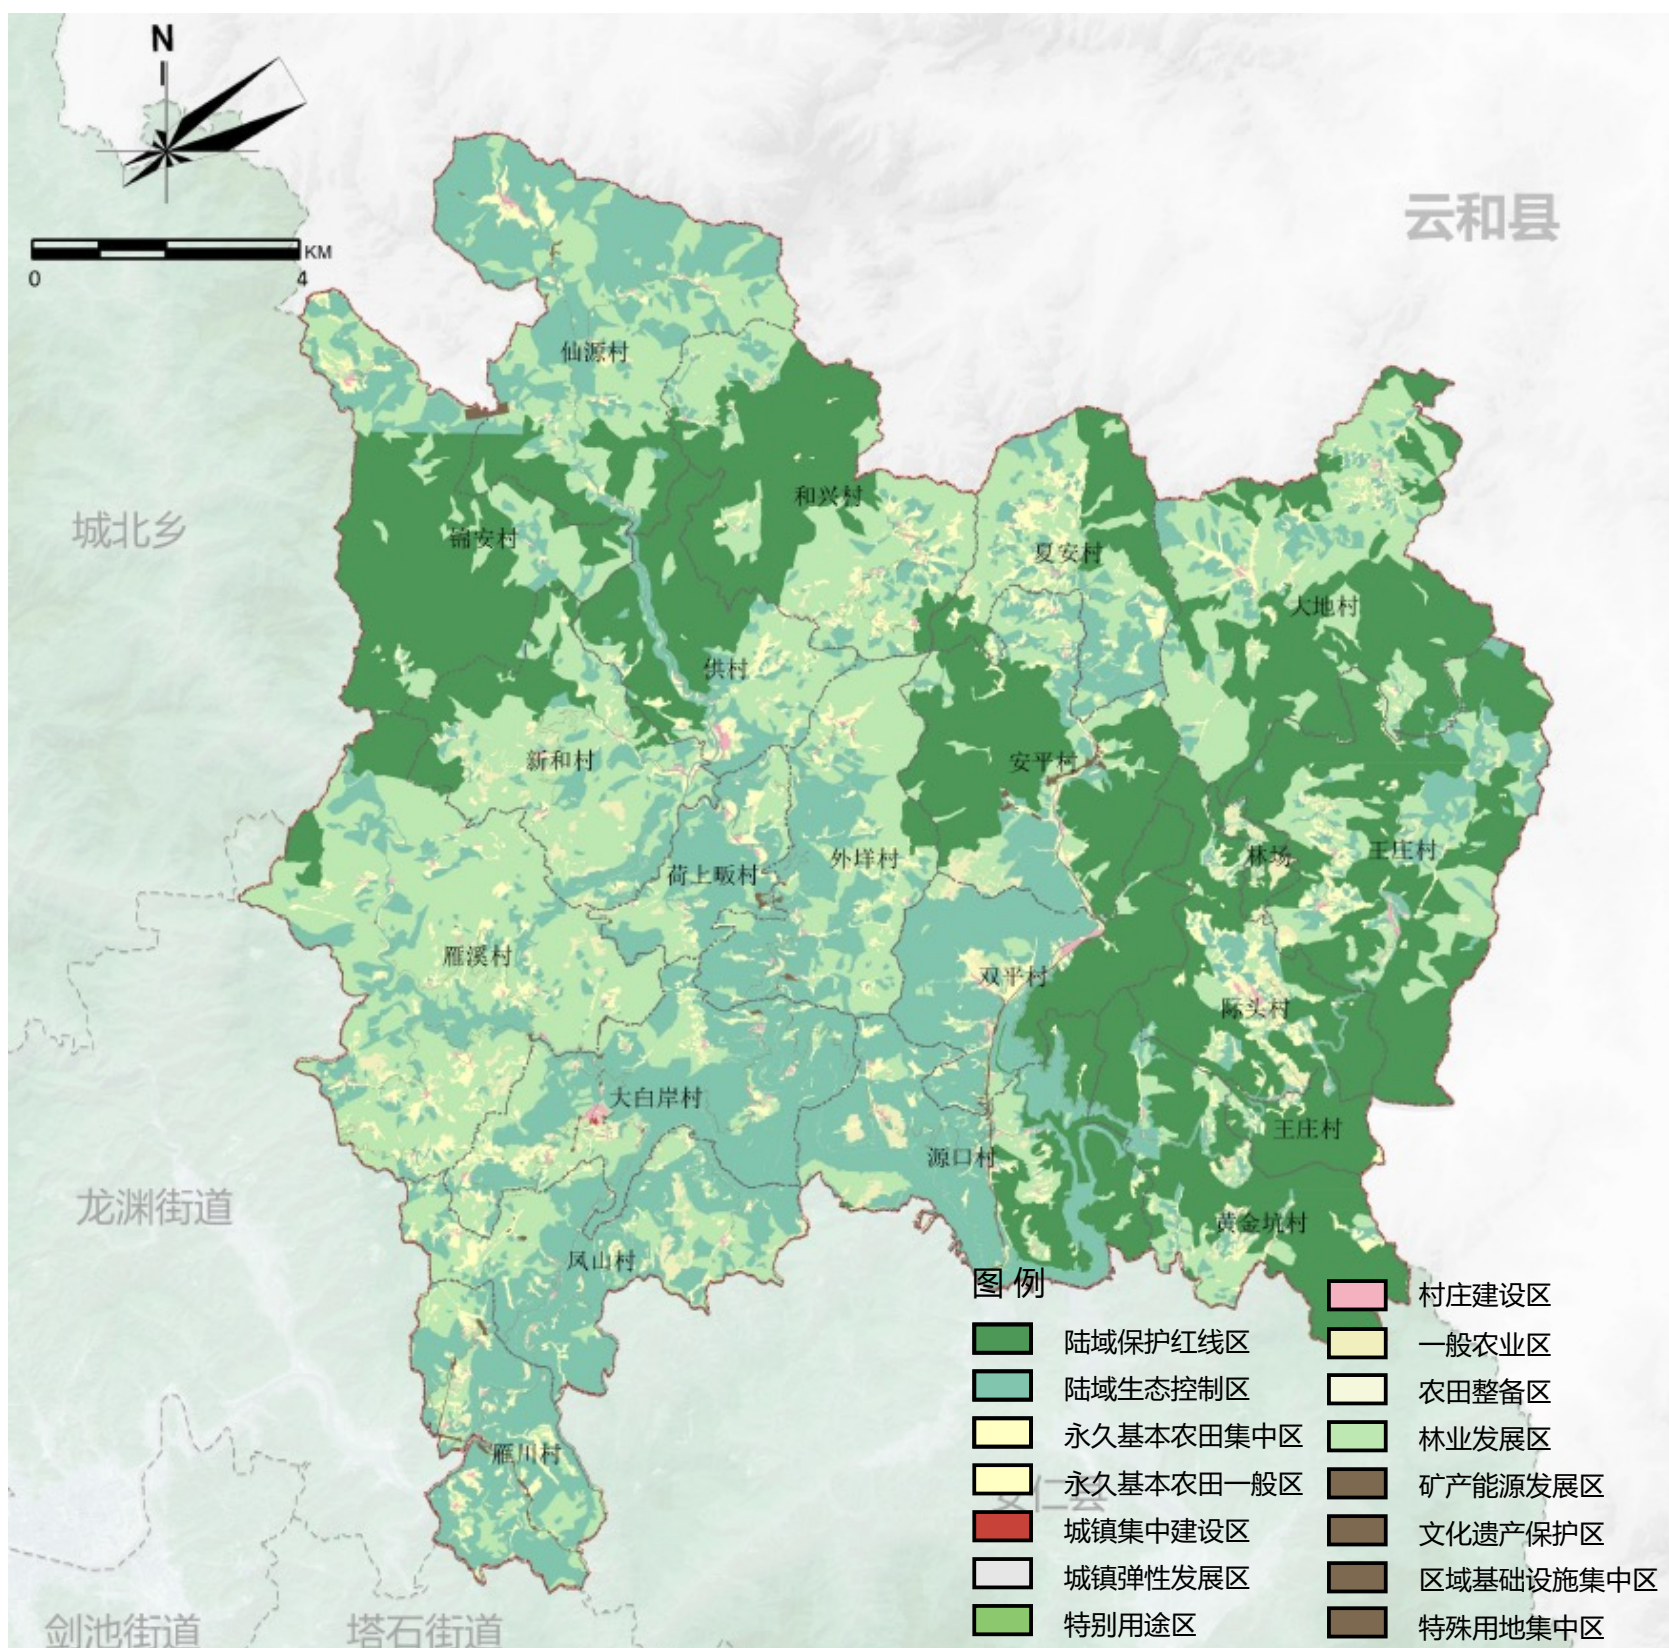 N
KM
0
4
云和县
仙源村
城北乡
锦安村
和兴村
夏安村
大地村
供村
新和村
安平村
荷上畈村
外垟村
林场
王庄村
雁溪村
双平村
际头村
大白岸村
源口村
王庄村
龙渊街道
凤山村
黄金坑村
雁川村
剑池街道
塔石街道
图 例
陆域保护红线区
陆域生态控制区
永久基本农田集中区
永久基本农田一般区
城镇集中建设区
城镇弹性发展区
特别用途区
村庄建设区
一般农业区
农田整备区
林业发展区
矿产能源发展区
文化遗产保护区
区域基础设施集中区
特殊用地集中区